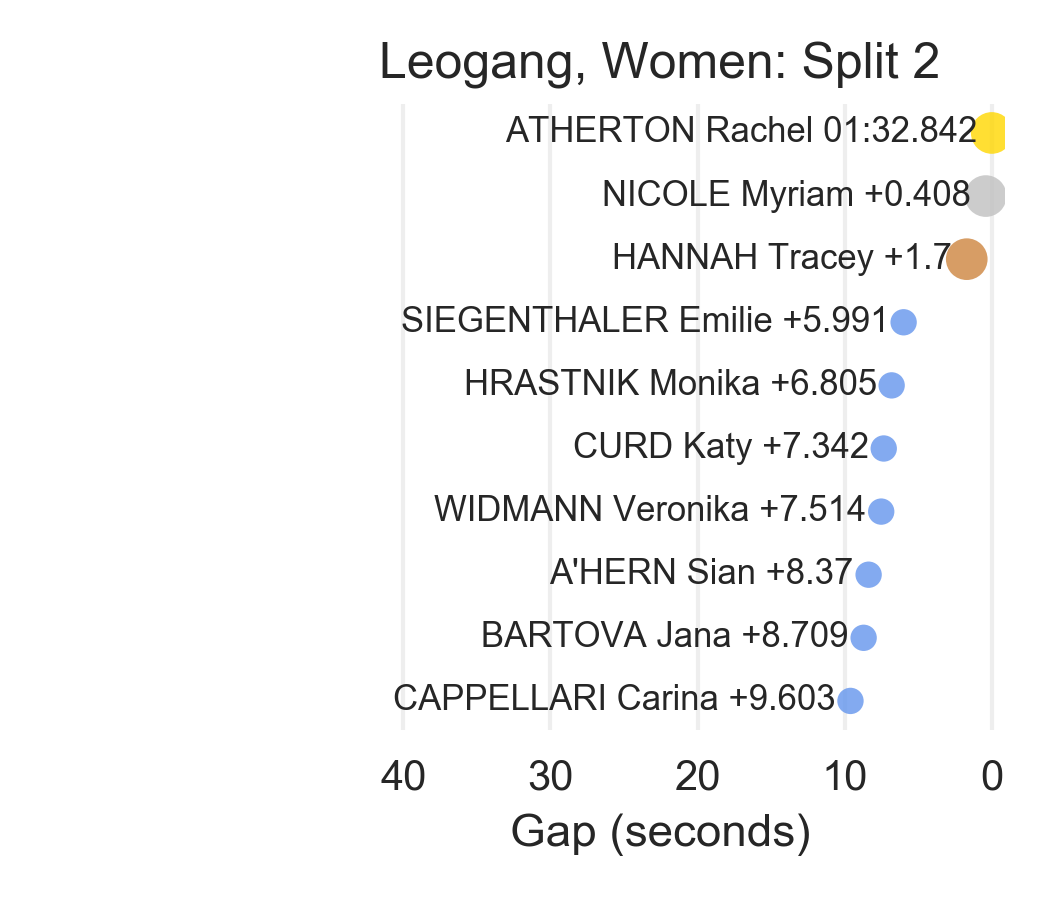 Leogang, Women: Split 2
ATHERTON Rachel 01:32.842
NICOLE Myriam +0.408
HANNAH Tracey +1.7
SIEGENTHALER Emilie +5.991
HRASTNIK Monika +6.805
CURD Katy +7.342
WIDMANN Veronika +7.514
A'HERN Sian +8.37
BARTOVA Jana +8.709
CAPPELLARI Carina +9.603
40 30 20 10 0
Gap (seconds)